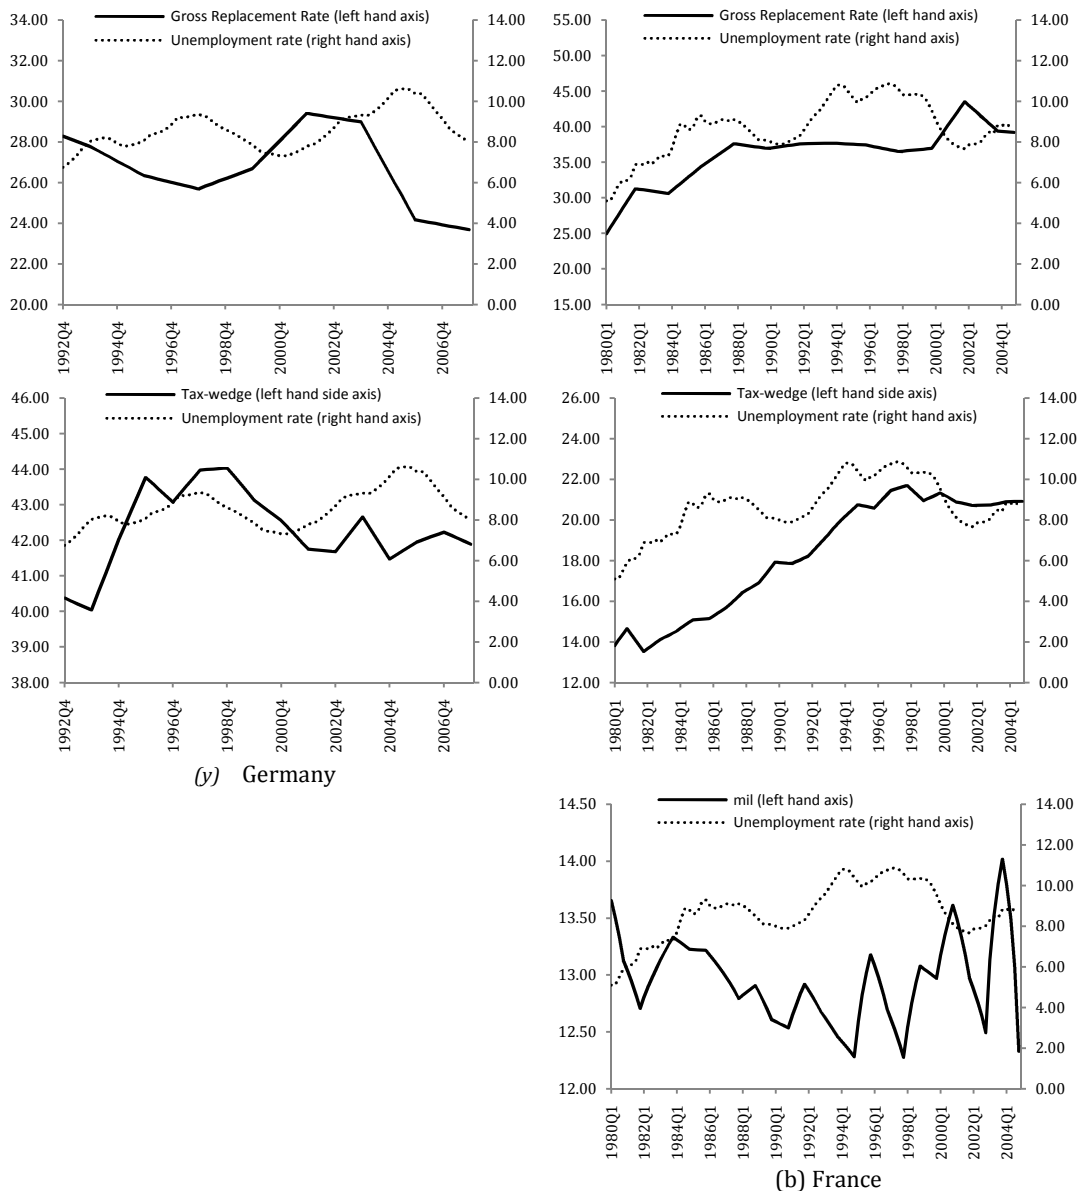 Gross Replacement Rate (left hand axis)
Unemployment rate (right hand axis)
34.00
32.00
30.00
28.00
26.00
24.00
22.00
20.00
14.00
12.00
10.00
8.00
6.00
4.00
2.00
0.00
1992Q4
1994Q4
1996Q4
1998Q4
2000Q4
2002Q4
2004Q4
2006Q4
Gross Replacement Rate (left hand axis)
Unemployment rate (right hand axis)
55.00
50.00
45.00
40.00
35.00
30.00
25.00
20.00
15.00
14.00
12.00
10.00
8.00
6.00
4.00
2.00
0.00
1980Q1
1982Q1
1984Q1
1986Q1
1988Q1
1990Q1
1992Q1
1994Q1
1996Q1
1998Q1
2000Q1
2002Q1
2004Q1
Tax-wedge (left hand side axis)
Unemployment rate (right hand axis)
46.00
45.00
44.00
43.00
42.00
41.00
40.00
39.00
38.00
14.00
12.00
10.00
8.00
6.00
4.00
2.00
0.00
1992Q4
1994Q4
1996Q4
1998Q4
2000Q4
2002Q4
2004Q4
2006Q4
(y) Germany
Tax-wedge (left hand side axis)
Unemployment rate (right hand axis)
26.00
24.00
22.00
20.00
18.00
16.00
14.00
12.00
14.00
12.00
10.00
8.00
6.00
4.00
2.00
0.00
1980Q1
1982Q1
1984Q1
1986Q1
1988Q1
1990Q1
1992Q1
1994Q1
1996Q1
1998Q1
2000Q1
2002Q1
2004Q1
mil (left hand axis)
Unemployment rate (right hand axis)
14.50
14.00
13.50
13.00
12.50
12.00
14.00
12.00
10.00
8.00
6.00
4.00
2.00
0.00
1980Q1
1982Q1
1984Q1
1986Q1
1988Q1
1990Q1
1992Q1
1994Q1
1996Q1
1998Q1
2000Q1
2002Q1
2004Q1
(b) France